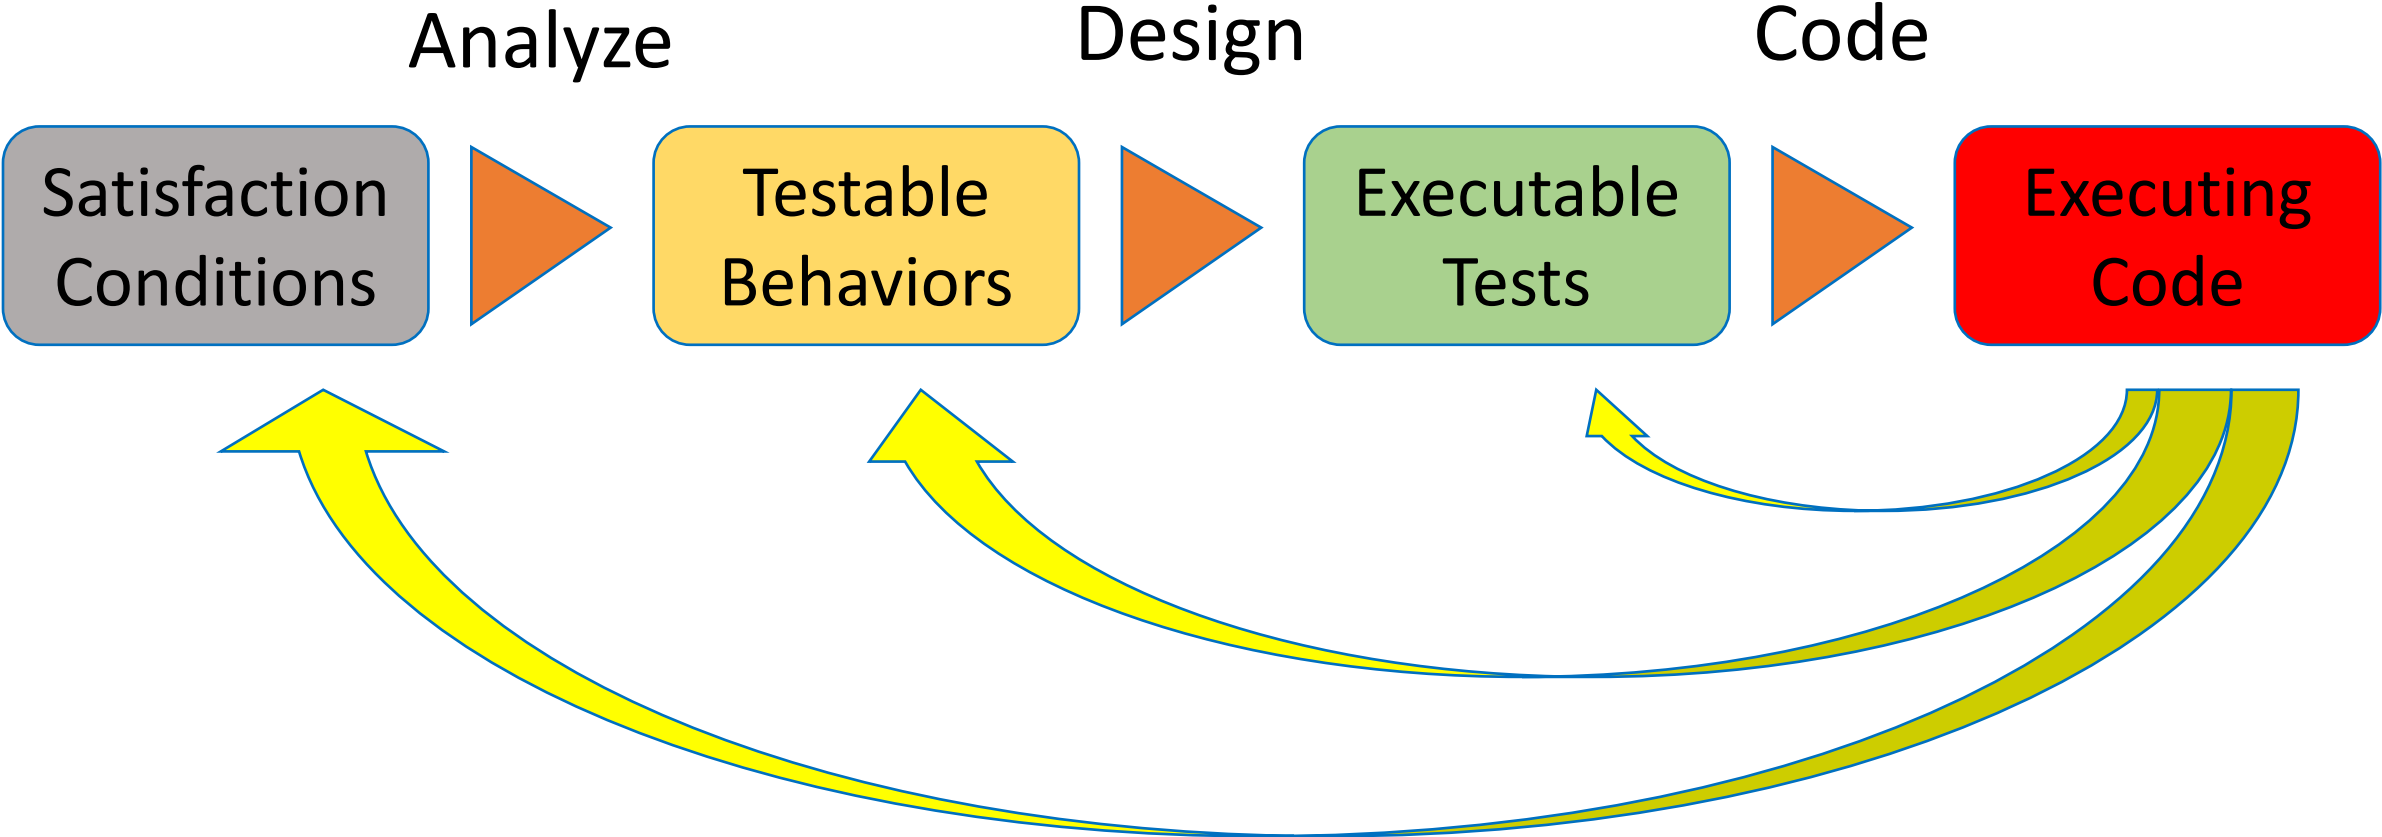 Analyze
Design
Code
Satisfaction
Conditions
Testable
Behaviors
Executable
Tests
Executing
Code